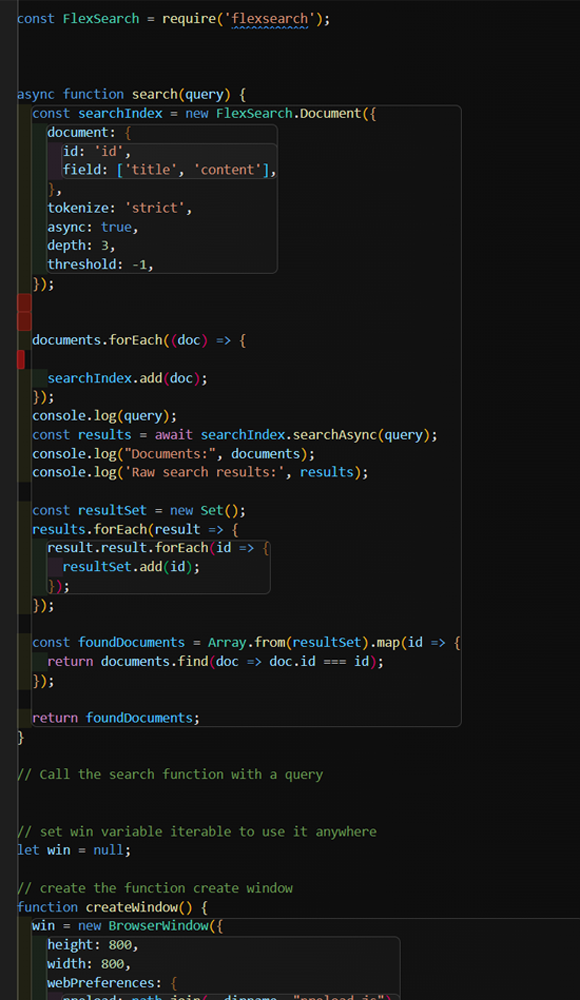 const FlexSearch = require('flexsearch');
async function search(query) {
const searchIndex = new FlexSearch.Document({
document: {
id: 'id',
field: ['title', 'content'],
},
tokenize: 'strict',
async: true,
depth: 3,
threshold: -1,
});
documents.forEach((doc) => {
searchIndex.add(doc);
});
console.log(query);
const results = await searchIndex.searchAsync(query);
console.log("Documents:", documents);
console.log('Raw search results:', results);
const resultSet = new Set();
results.forEach(result => {
result.result.forEach(id => {
resultSet.add(id);
});
});
const foundDocuments = Array.from(resultSet).map(id => {
return documents.find(doc => doc.id === id);
});
return foundDocuments;
}
// Call the search function with a query
// set win variable iterable to use it anywhere
let win = null;
// create the function create window
function createWindow() {
win = new BrowserWindow({
height: 800,
width: 800,
webPreferences: {
preload: path.join(__dirname, "preload.js")